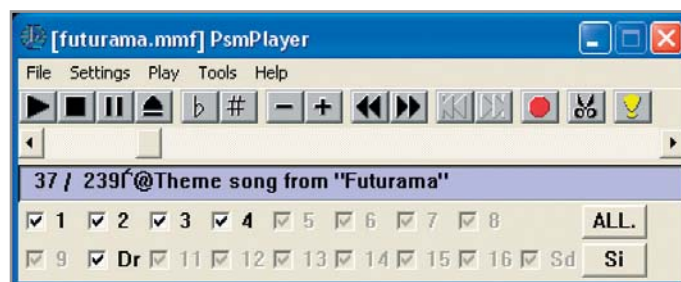 [futurama.mmf] PsmPlayer
File Settings Play Tools Help
♭ # − +
37 / 239Γ@Theme song from "Futurama"
1 2 3 4 5 6 7 8 ALL.
9 Dr 11 12 13 14 15 16 Sd Si